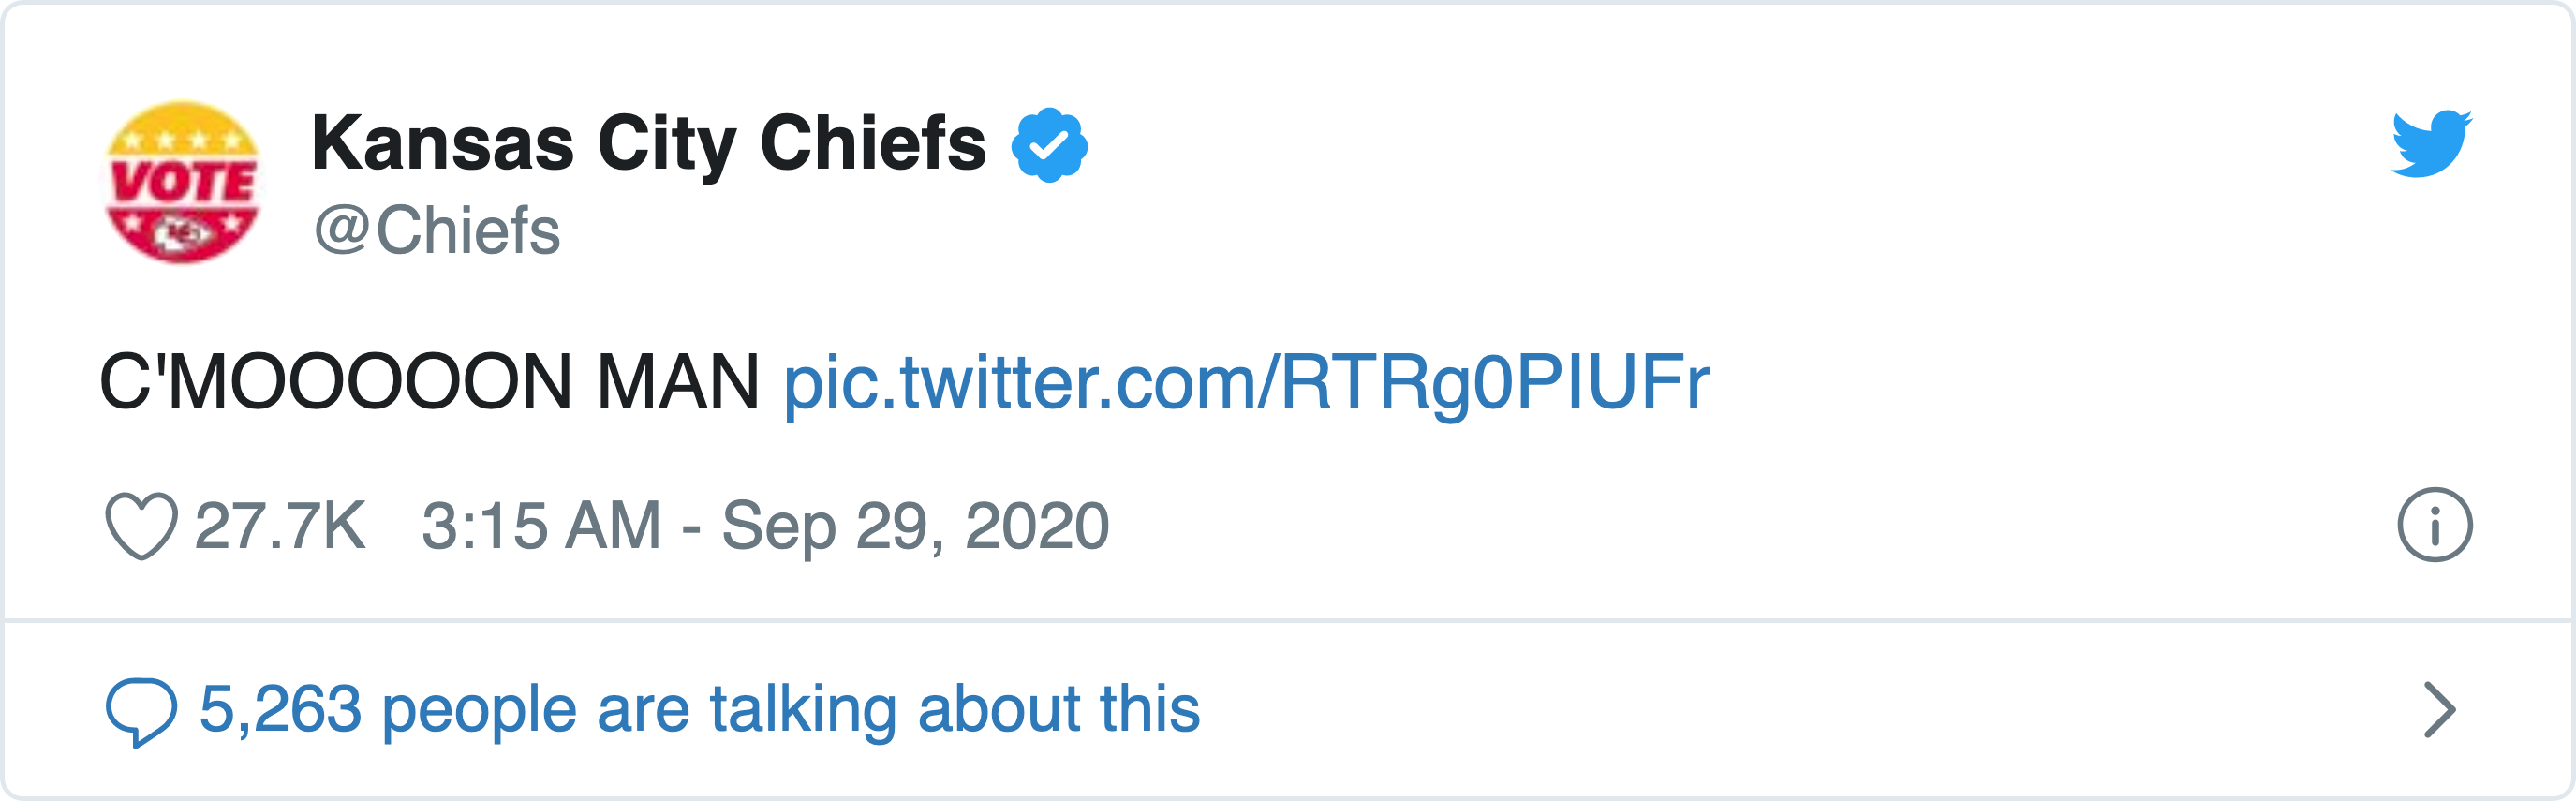 VOTE
KC
Kansas City Chiefs
@Chiefs
C'MOOOOON MAN pic.twitter.com/RTRg0PIUFr
27.7K 3:15 AM - Sep 29, 2020
5,263 people are talking about this